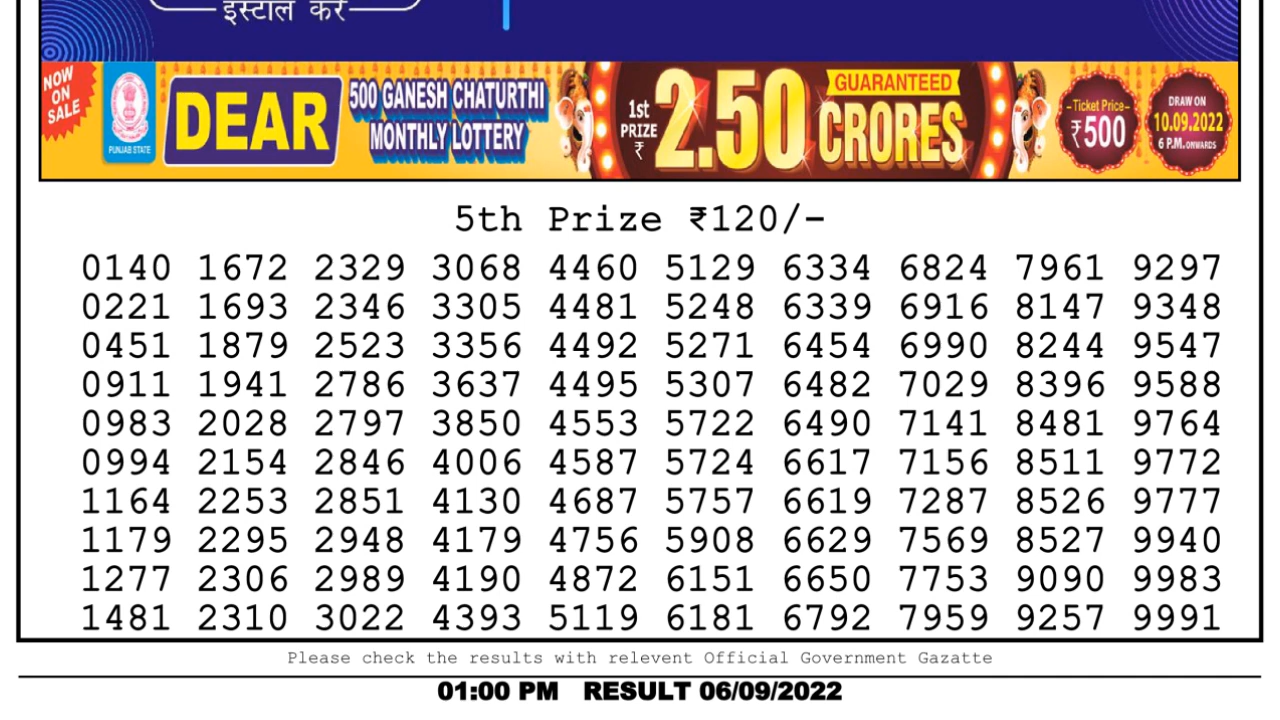 इंस्टॉल करें
NOW
ON
SALE
PUNJAB STATE
DEAR
500 GANESH CHATURTHI
MONTHLY LOTTERY
1st
PRIZE
₹
2.50
GUARANTEED
CRORES
-Ticket Price-
₹500
DRAW ON
10.09.2022
6 P.M. ONWARDS
5th Prize ₹120/-
0140 1672 2329 3068 4460 5129 6334 6824 7961 9297
0221 1693 2346 3305 4481 5248 6339 6916 8147 9348
0451 1879 2523 3356 4492 5271 6454 6990 8244 9547
0911 1941 2786 3637 4495 5307 6482 7029 8396 9588
0983 2028 2797 3850 4553 5722 6490 7141 8481 9764
0994 2154 2846 4006 4587 5724 6617 7156 8511 9772
1164 2253 2851 4130 4687 5757 6619 7287 8526 9777
1179 2295 2948 4179 4756 5908 6629 7569 8527 9940
1277 2306 2989 4190 4872 6151 6650 7753 9090 9983
1481 2310 3022 4393 5119 6181 6792 7959 9257 9991
Please check the results with relevent Official Government Gazatte
01:00 PM RESULT 06/09/2022